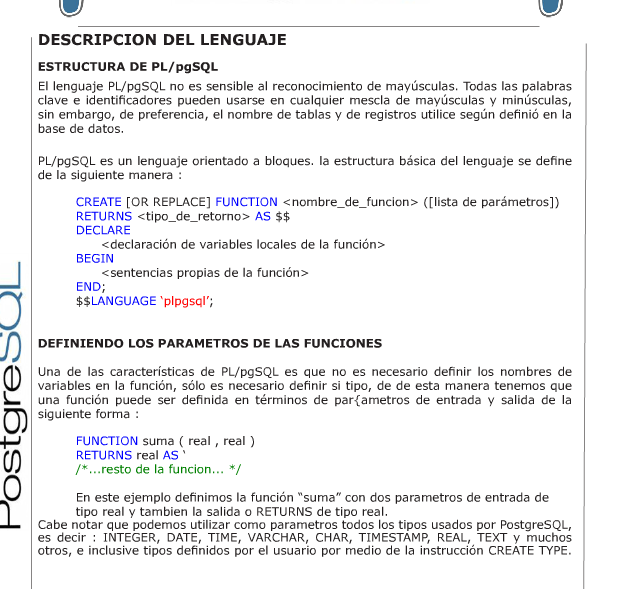 DESCRIPCION DEL LENGUAJE
ESTRUCTURA DE PL/pgSQL
El lenguaje PL/pgSQL no es sensible al reconocimiento de mayúsculas. Todas las palabras
clave e identificadores pueden usarse en cualquier mescla de mayúsculas y minúsculas,
sin embargo, de preferencia, el nombre de tablas y de registros utilice según definió en la
base de datos.
PL/pgSQL es un lenguaje orientado a bloques. la estructura básica del lenguaje se define
de la siguiente manera :
CREATE [OR REPLACE] FUNCTION <nombre_de_funcion> ([lista de parámetros])
RETURNS <tipo_de_retorno> AS $$
DECLARE
<declaración de variables locales de la función>
BEGIN
<sentencias propias de la función>
END;
$$LANGUAGE ‘plpgsql’;
DEFINIENDO LOS PARAMETROS DE LAS FUNCIONES
Una de las características de PL/pgSQL es que no es necesario definir los nombres de
variables en la función, sólo es necesario definir si tipo, de de esta manera tenemos que
una función puede ser definida en términos de par{ametros de entrada y salida de la
siguiente forma :
FUNCTION suma ( real , real )
RETURNS real AS ‘
/*...resto de la funcion... */
En este ejemplo definimos la función “suma” con dos parametros de entrada de
tipo real y tambien la salida o RETURNS de tipo real.
Cabe notar que podemos utilizar como parametros todos los tipos usados por PostgreSQL,
es decir : INTEGER, DATE, TIME, VARCHAR, CHAR, TIMESTAMP, REAL, TEXT y muchos
otros, e inclusive tipos definidos por el usuario por medio de la instrucción CREATE TYPE.
PostgreSQL